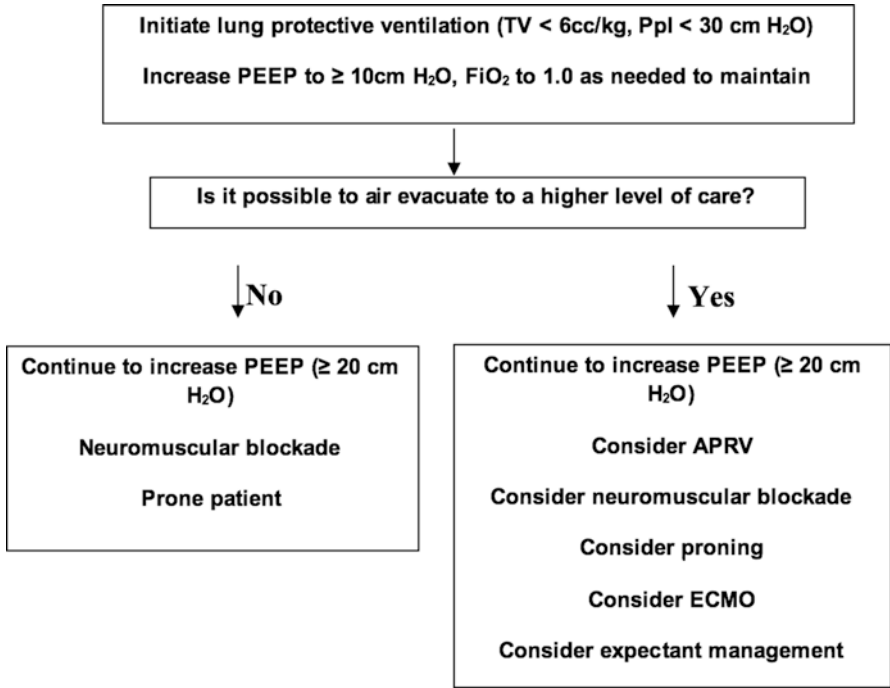 Initiate lung protective ventilation (TV < 6cc/kg, Ppl < 30 cm H₂O)
Increase PEEP to ≥ 10cm H₂O, FiO₂ to 1.0 as needed to maintain
Is it possible to air evacuate to a higher level of care?
No
Yes
Continue to increase PEEP (≥ 20 cm
H₂O)
Neuromuscular blockade
Prone patient
Continue to increase PEEP (≥ 20 cm
H₂O)
Consider APRV
Consider neuromuscular blockade
Consider proning
Consider ECMO
Consider expectant management